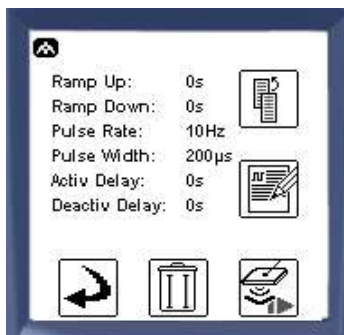 Ramp Up: 0s
Ramp Down: 0s
Pulse Rate: 10Hz
Pulse Width: 200µs
Activ Delay: 0s
Deactiv Delay: 0s